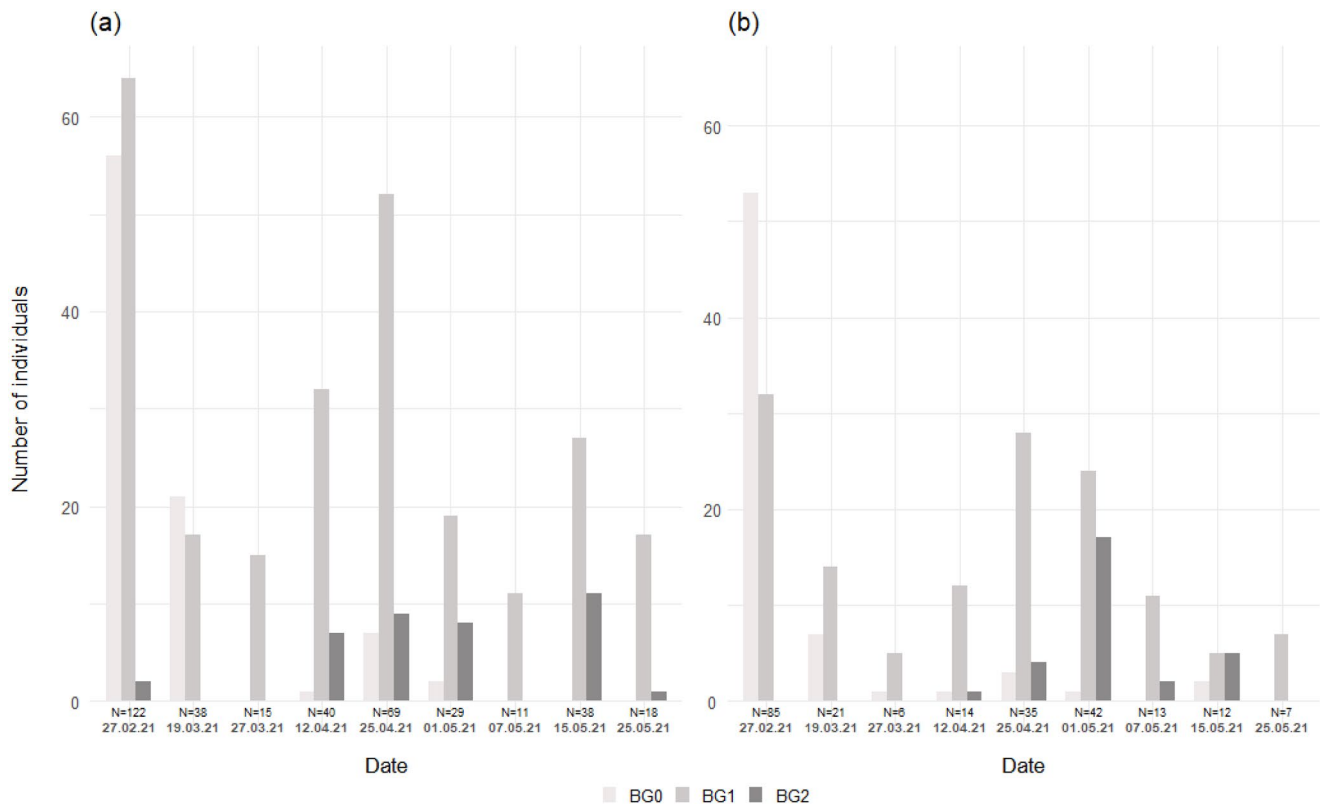 (a)
(b)
Number of individuals
60
40
20
0
60
40
20
0
N=122 N=38 N=15 N=40 N=69 N=29 N=11 N=38 N=18
27.02.21 19.03.21 27.03.21 12.04.21 25.04.21 01.05.21 07.05.21 15.05.21 25.05.21
Date
N=85 N=21 N=6 N=14 N=35 N=42 N=13 N=12 N=7
27.02.21 19.03.21 27.03.21 12.04.21 25.04.21 01.05.21 07.05.21 15.05.21 25.05.21
Date
BG0 BG1 BG2